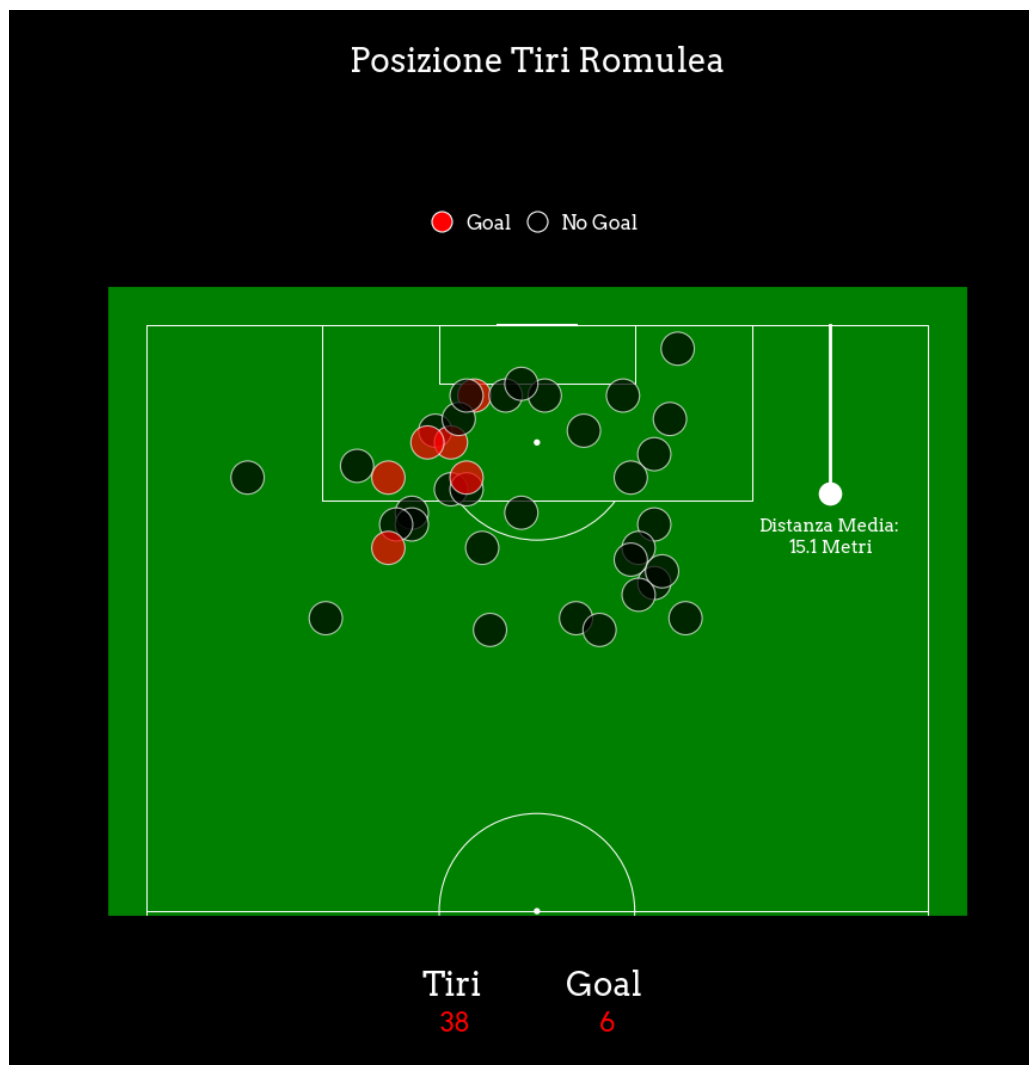 Posizione Tiri Romulea
Goal No Goal
Distanza Media:
15.1 Metri
Tiri Goal
38 6